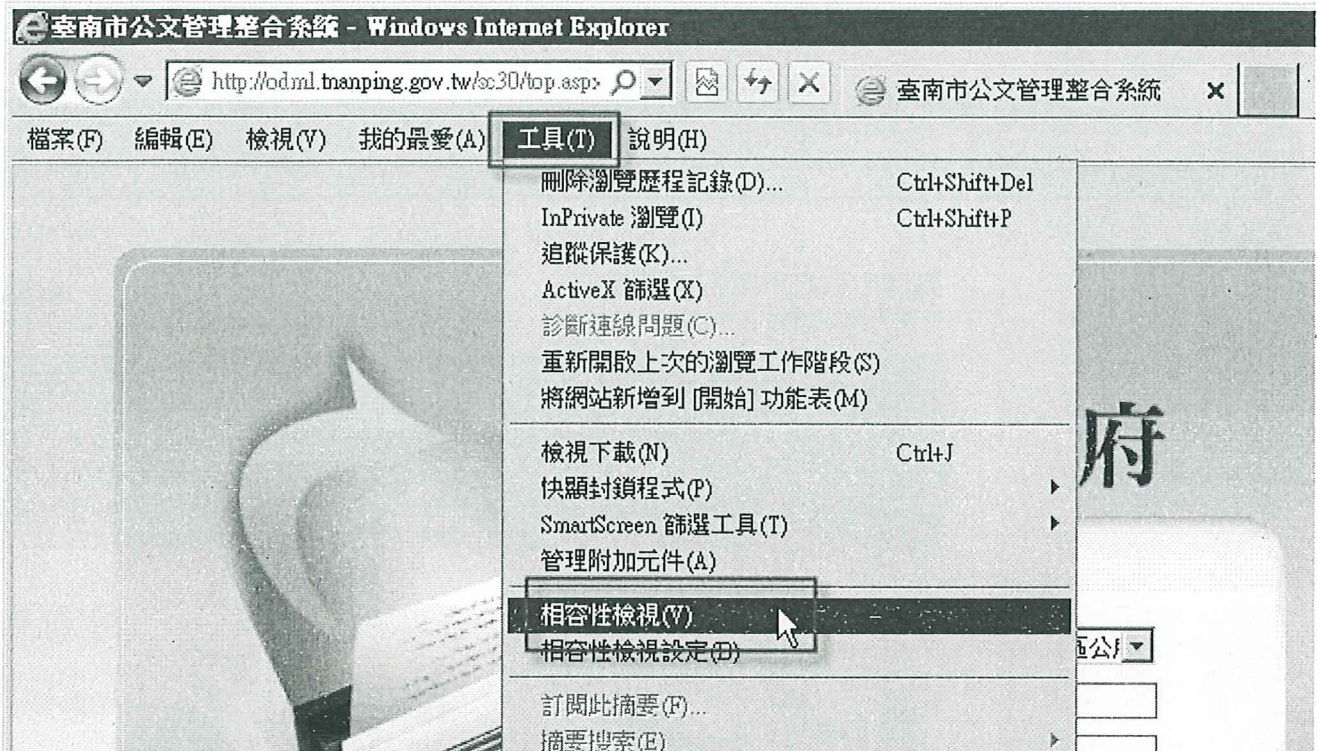 臺南市公文管理整合系統 - Windows Internet Explorer
http://odm1.tnanping.gov.tw/sc30/top.asp
臺南市公文管理整合系統
檔案(F) 編輯(E) 檢視(V) 我的最愛(A) 工具(T) 說明(H)
刪除瀏覽歷程記錄(D)... Ctrl+Shift+Del
InPrivate 瀏覽(I) Ctrl+Shift+P
追蹤保護(K)...
ActiveX 篩選(X)
診斷連線問題(C)...
重新開啟上次的瀏覽工作階段(S)
將網站新增到 [開始] 功能表(M)
檢視下載(N) Ctrl+J
快顯封鎖程式(P)
SmartScreen 篩選工具(T)
管理附加元件(A)
府
相容性檢視(V)
相容性檢視設定(B)
區公
訂閱此摘要(F)...
摘要搜索(E)